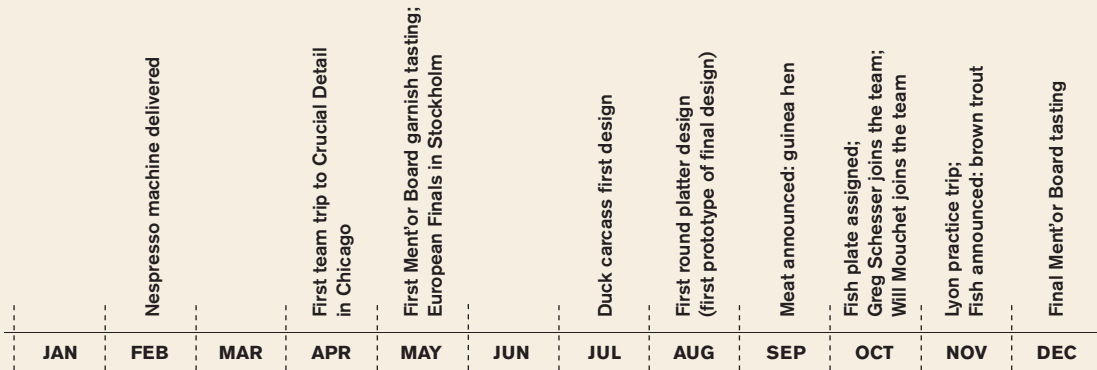 Nespresso machine delivered
First team trip to Crucial Detail
in Chicago
First Ment’or Board garnish tasting;
European Finals in Stockholm
Duck carcass first design
First round platter design
(first prototype of final design)
Meat announced: guinea hen
Fish plate assigned;
Greg Schesser joins the team;
Will Mouchet joins the team
Lyon practice trip;
Fish announced: brown trout
Final Ment’or Board tasting
JAN FEB MAR APR MAY JUN JUL AUG SEP OCT NOV DEC